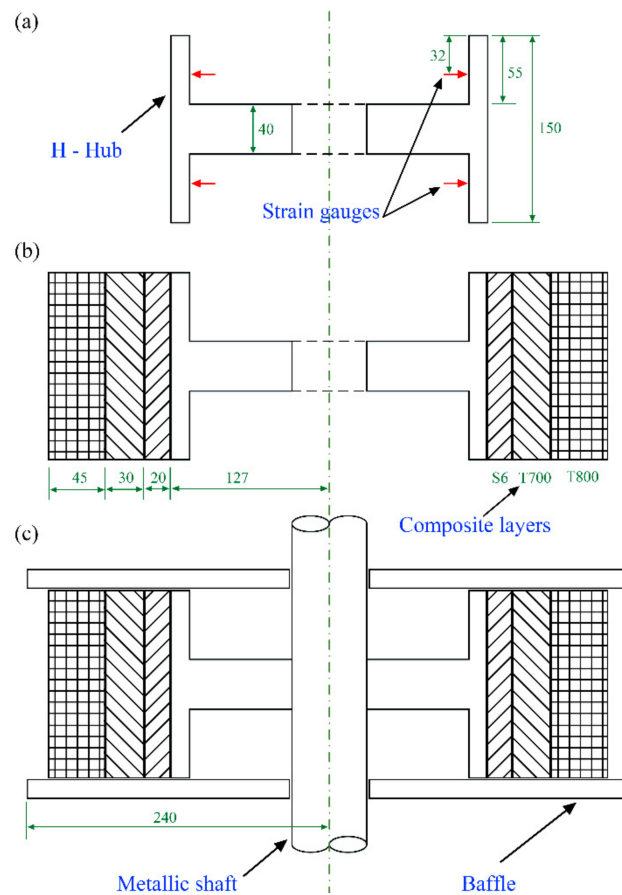 (a)
32
55
40
150
H - Hub
Strain gauges
(b)
45
30
20
127
S6
T700
T800
Composite layers
(c)
240
Metallic shaft
Baffle